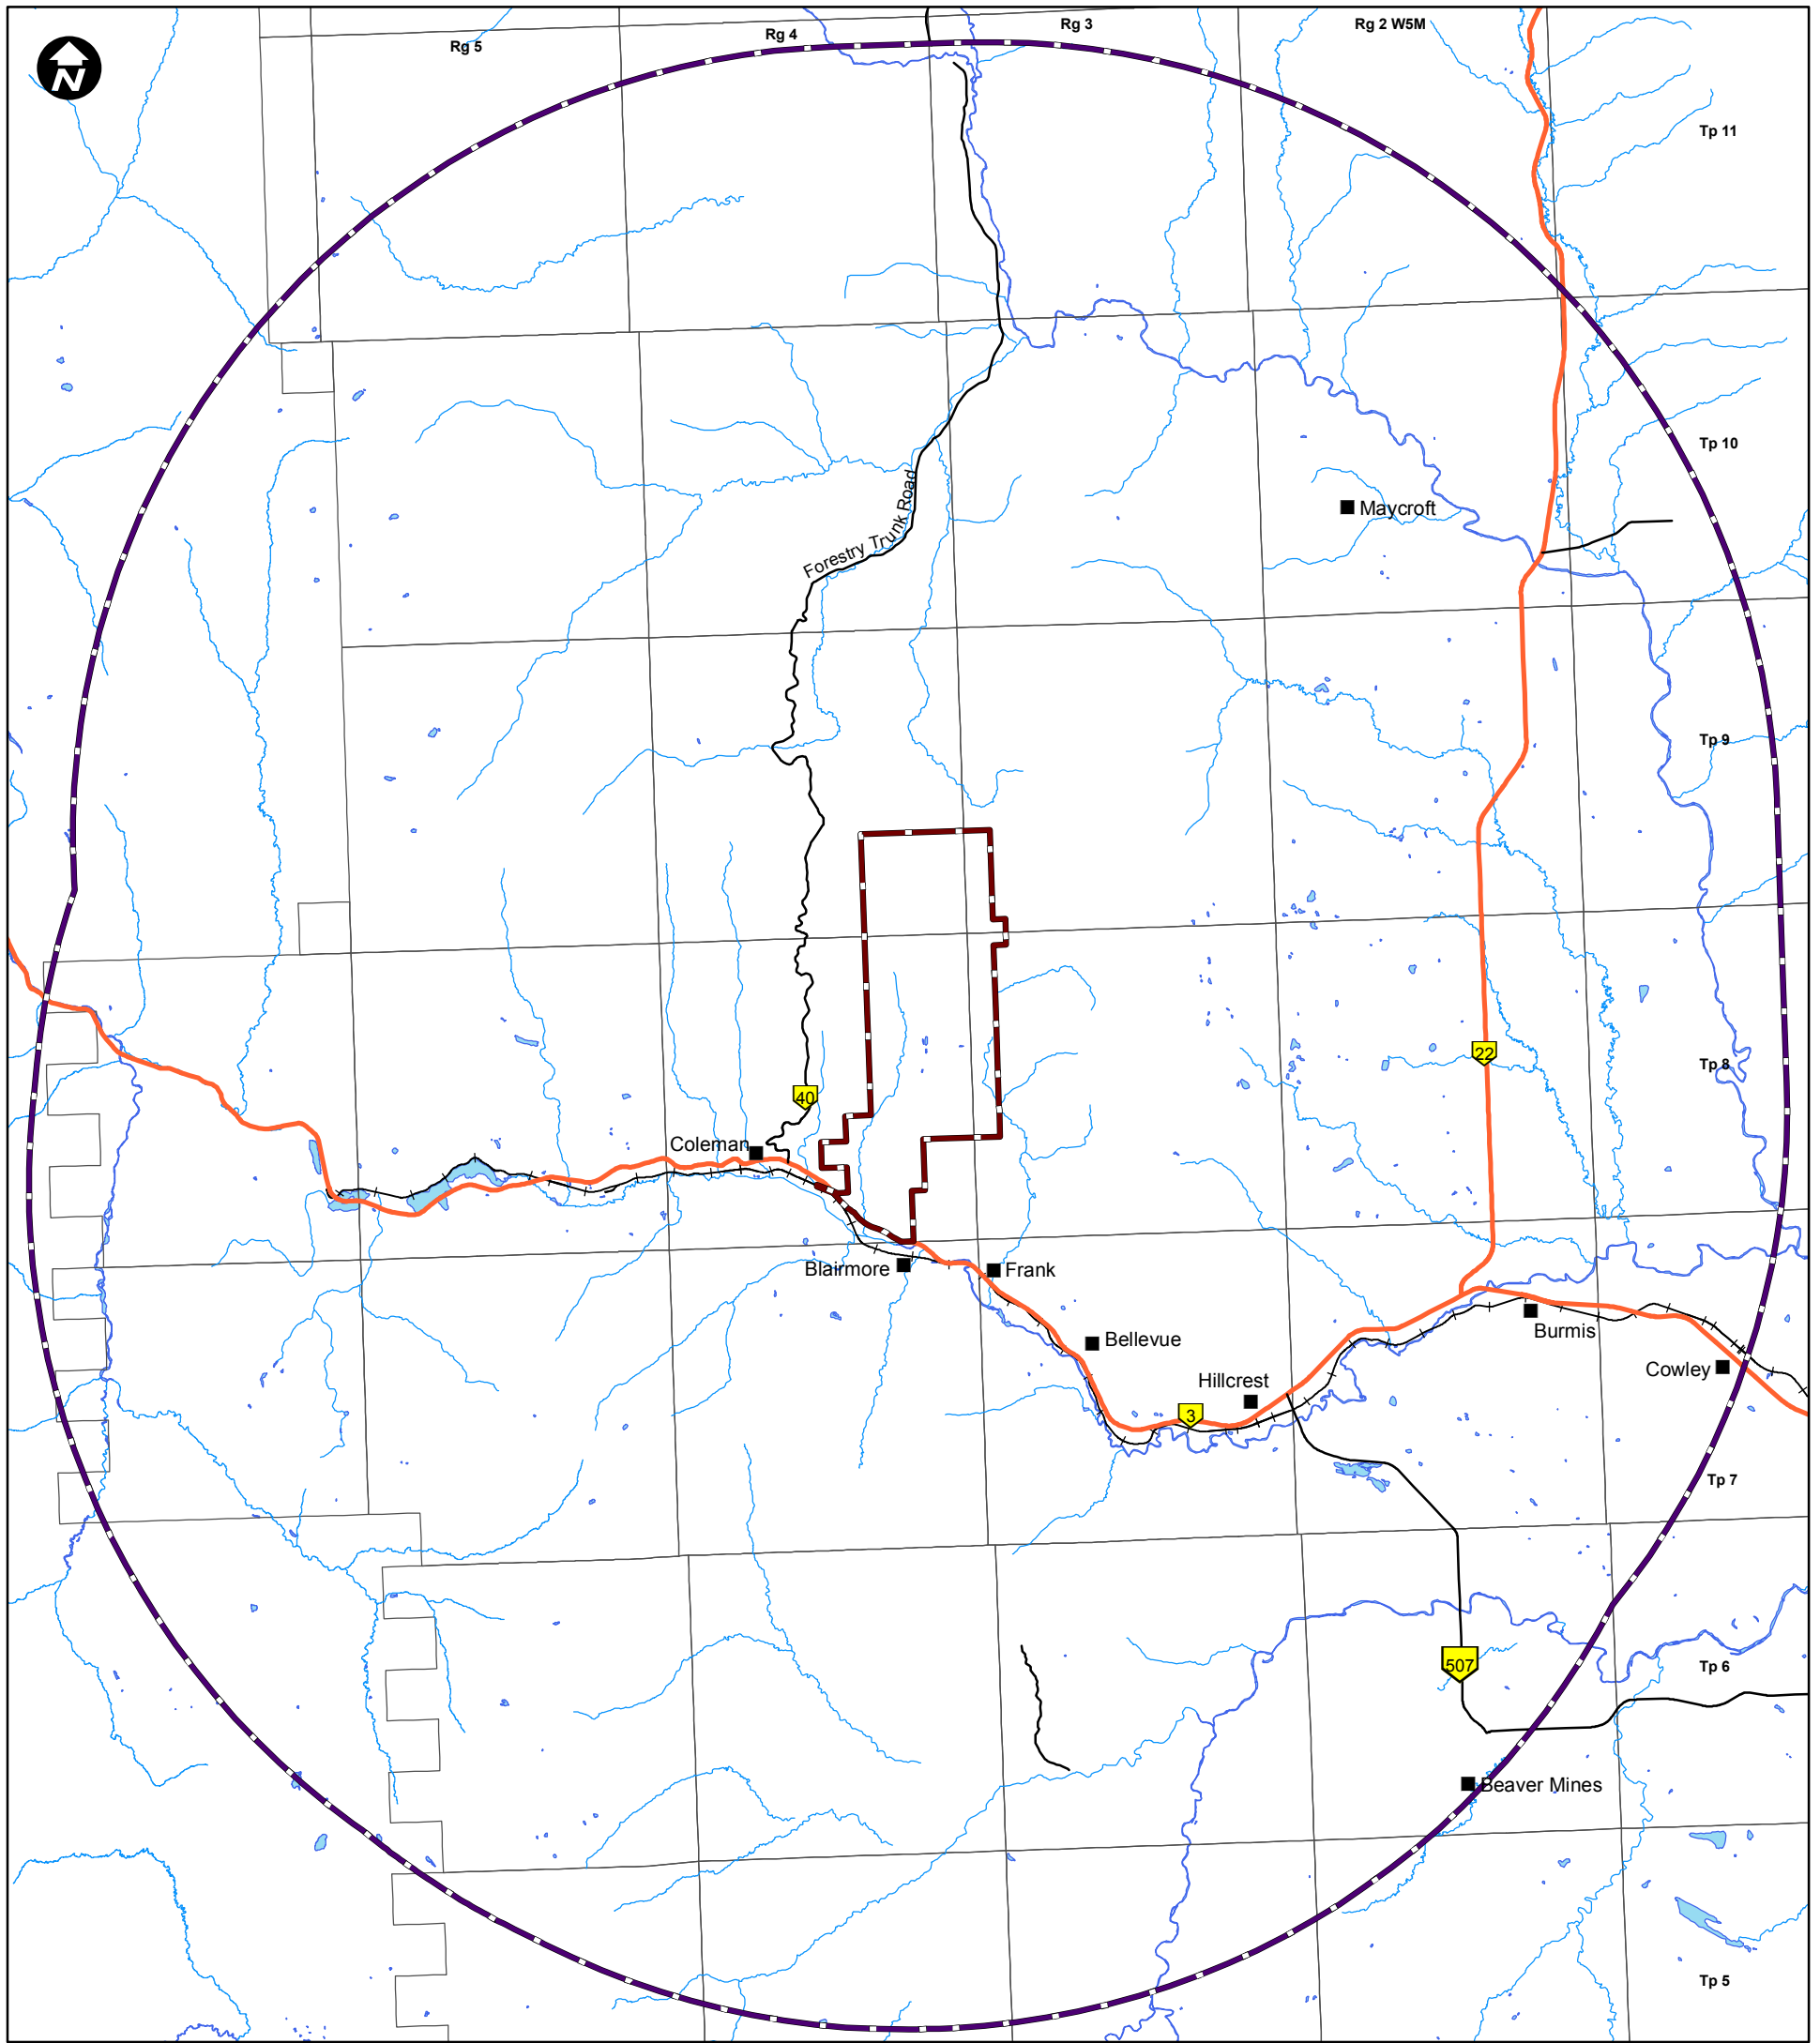 Rg 5
Rg 4
Rg 3
Rg 2 W5M
N
Tp 11
Tp 10
Maycroft
Forestry Trunk Road
Tp 9
22
Tp 8
40
Coleman
Blairmore
Frank
Bellevue
Burmis
Cowley
Hillcrest
3
Tp 7
507
Tp 6
Beaver Mines
Tp 5